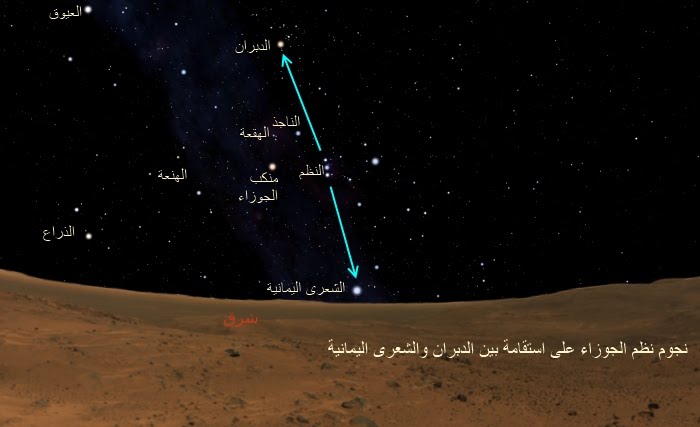 العيوق
الدبران
الناجذ
الهقعة
النظم
منكب
الجوزاء
الهنعة
الذراع
الشعرى اليمانية
شرق
نجوم نظم الجوزاء على استقامة بين الدبران والشعرى اليمانية